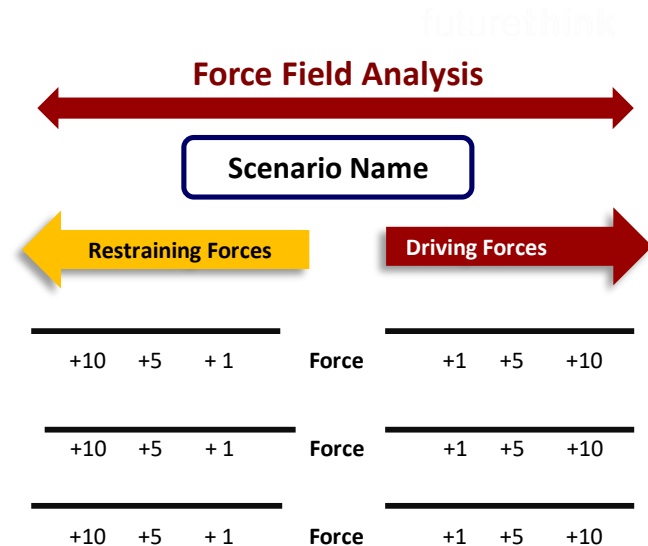 futurethink
Force Field Analysis
Scenario Name
Restraining Forces Driving Forces
+10 +5 + 1 Force +1 +5 +10
+10 +5 + 1 Force +1 +5 +10
+10 +5 + 1 Force +1 +5 +10